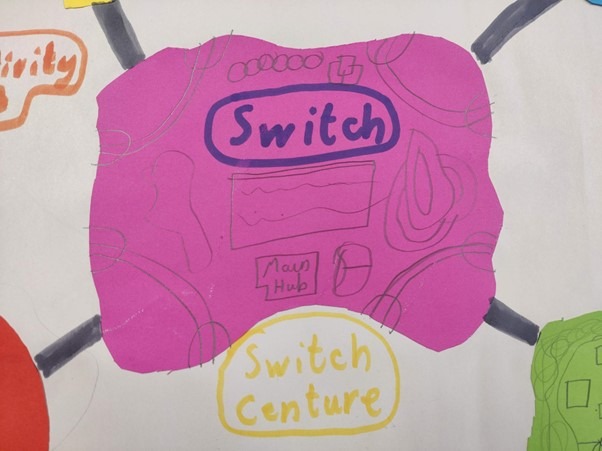 Switch
Main
Hub
Switch
Centure